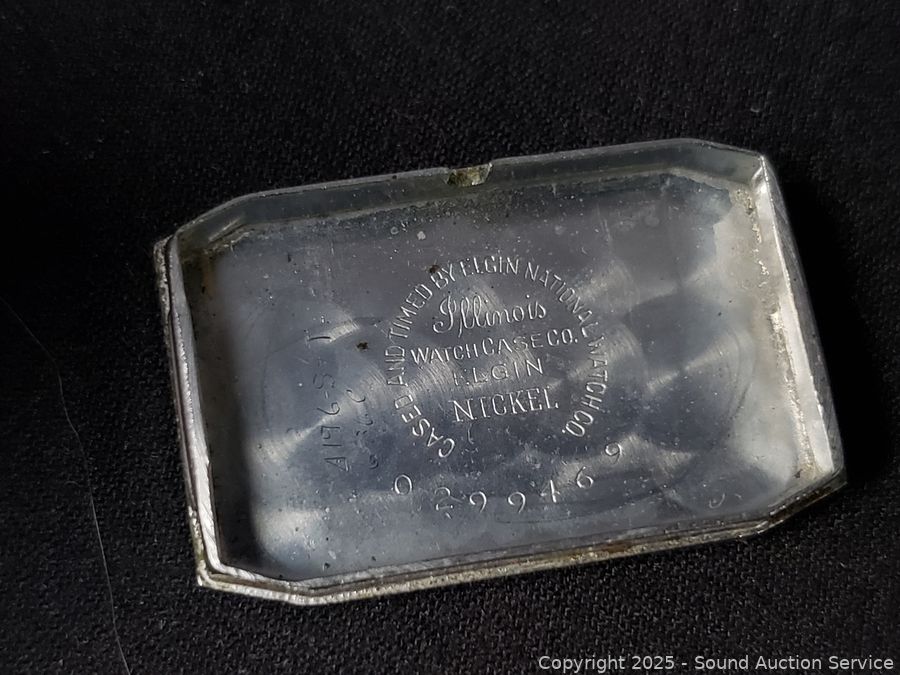 CASED AND TIMED BY ELGIN NATIONAL WATCH CO.
Illinois
WATCH CASE CO.
ELGIN
NICKEL
0299469
Copyright 2025 - Sound Auction Service